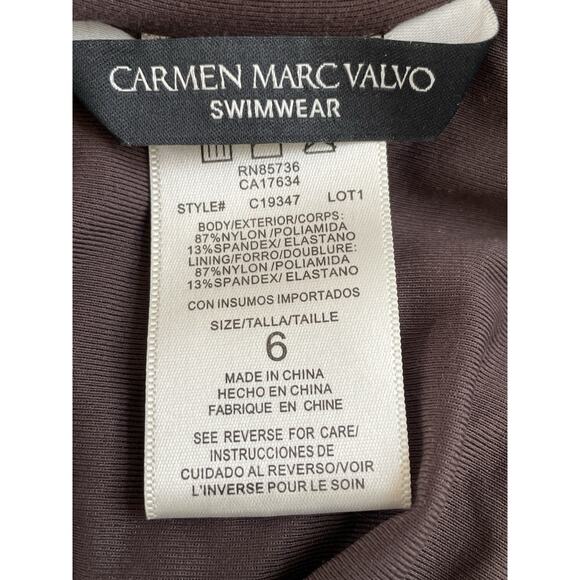 CARMEN MARC VALVO
SWIMWEAR
RN85736
CA17634
STYLE# C19347 LOT1
BODY/EXTERIOR/CORPS:
87%NYLON/POLIAMIDA
13%SPANDEX/ ELASTANO
LINING/FORRO/DOUBLURE:
87%NYLON/POLIAMIDA
13%SPANDEX/ ELASTANO
CON INSUMOS IMPORTADOS
SIZE/TALLA/TAILLE
6
MADE IN CHINA
HECHO EN CHINA
FABRIQUE EN CHINE
SEE REVERSE FOR CARE/
INSTRUCCIONES DE
CUIDADO AL REVERSO/VOIR
L'INVERSE POUR LE SOIN